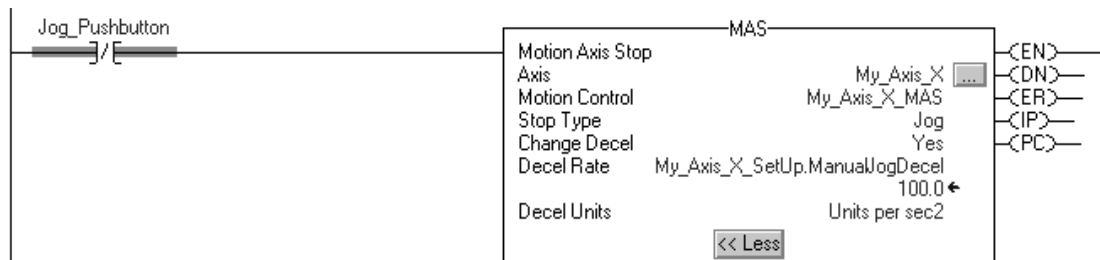 Jog_Pushbutton
MAS
Motion Axis Stop
Axis My_Axis_X ...
Motion Control My_Axis_X_MAS
Stop Type Jog
Change Decel Yes
Decel Rate My_Axis_X_SetUp.ManualJogDecel
100.0
Decel Units Units per sec2
<< Less
EN
DN
ER
IP
PC